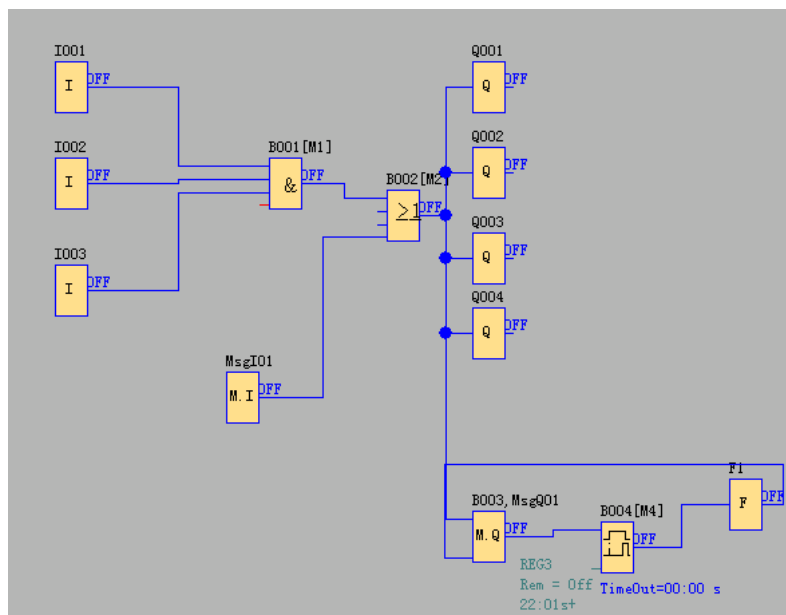 I001
I
OFF
Q001
Q
OFF
I002
I
OFF
B001[M1]
&
OFF
Q002
Q
OFF
B002[M2]
≥1
OFF
I003
I
OFF
Q003
Q
OFF
Q004
Q
OFF
MsgI01
M.I
OFF
B003,MsgQ01
M.Q
OFF
B004[M4]
OFF
F1
F
OFF
REG3
Rem = Off
22:01s+
TimeOut=00:00 s